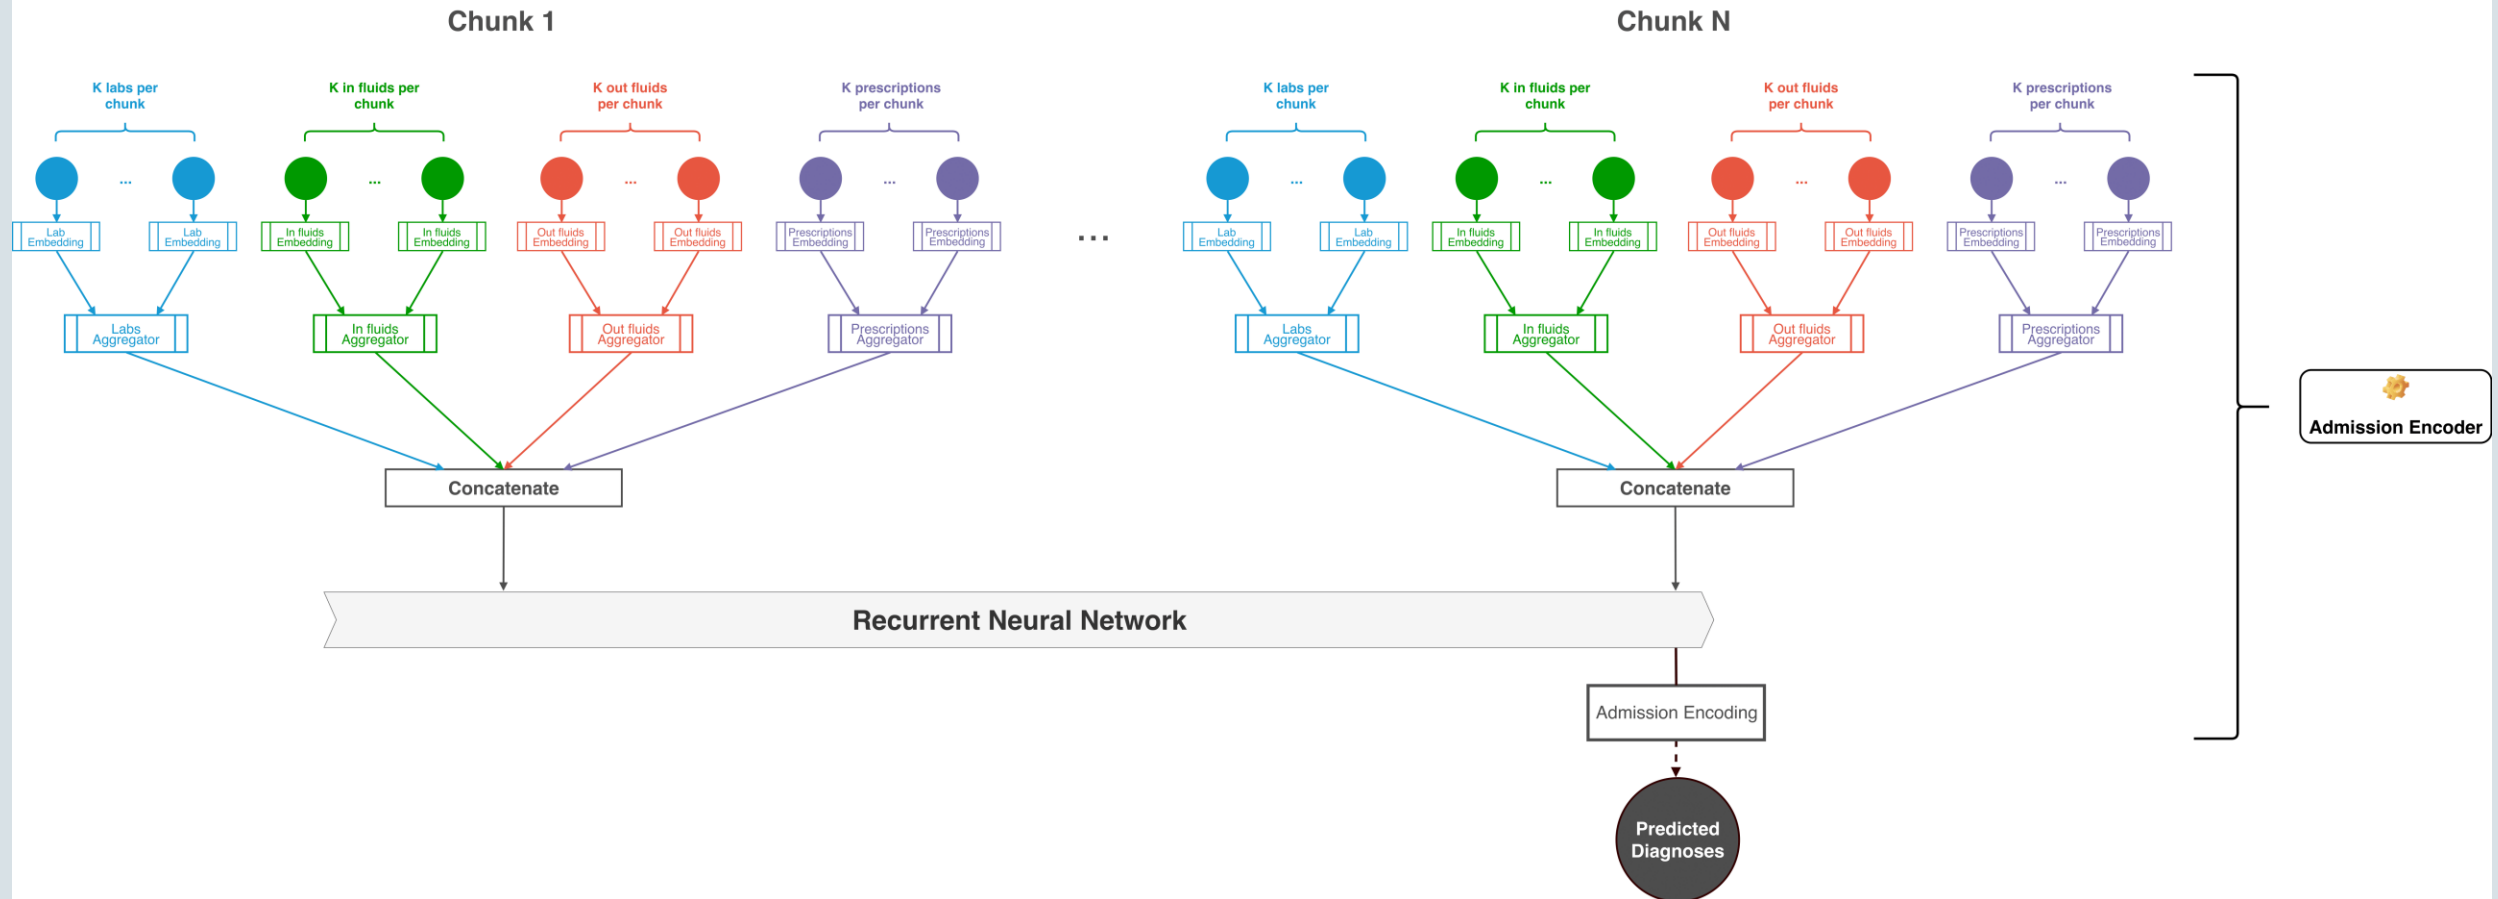 Chunk 1
Chunk N
K labs per
chunk
K in fluids per
chunk
K out fluids
per chunk
K prescriptions
per chunk
K labs per
chunk
K in fluids per
chunk
K out fluids
per chunk
K prescriptions
per chunk
...
...
...
...
...
...
...
...
Lab
Embedding
Lab
Embedding
In fluids
Embedding
In fluids
Embedding
Out fluids
Embedding
Out fluids
Embedding
Prescriptions
Embedding
Prescriptions
Embedding
...
Lab
Embedding
Lab
Embedding
In fluids
Embedding
In fluids
Embedding
Out fluids
Embedding
Out fluids
Embedding
Prescriptions
Embedding
Prescriptions
Embedding
Labs
Aggregator
In fluids
Aggregator
Out fluids
Aggregator
Prescriptions
Aggregator
Labs
Aggregator
In fluids
Aggregator
Out fluids
Aggregator
Prescriptions
Aggregator
Admission Encoder
Concatenate
Concatenate
Recurrent Neural Network
Admission Encoding
Predicted
Diagnoses